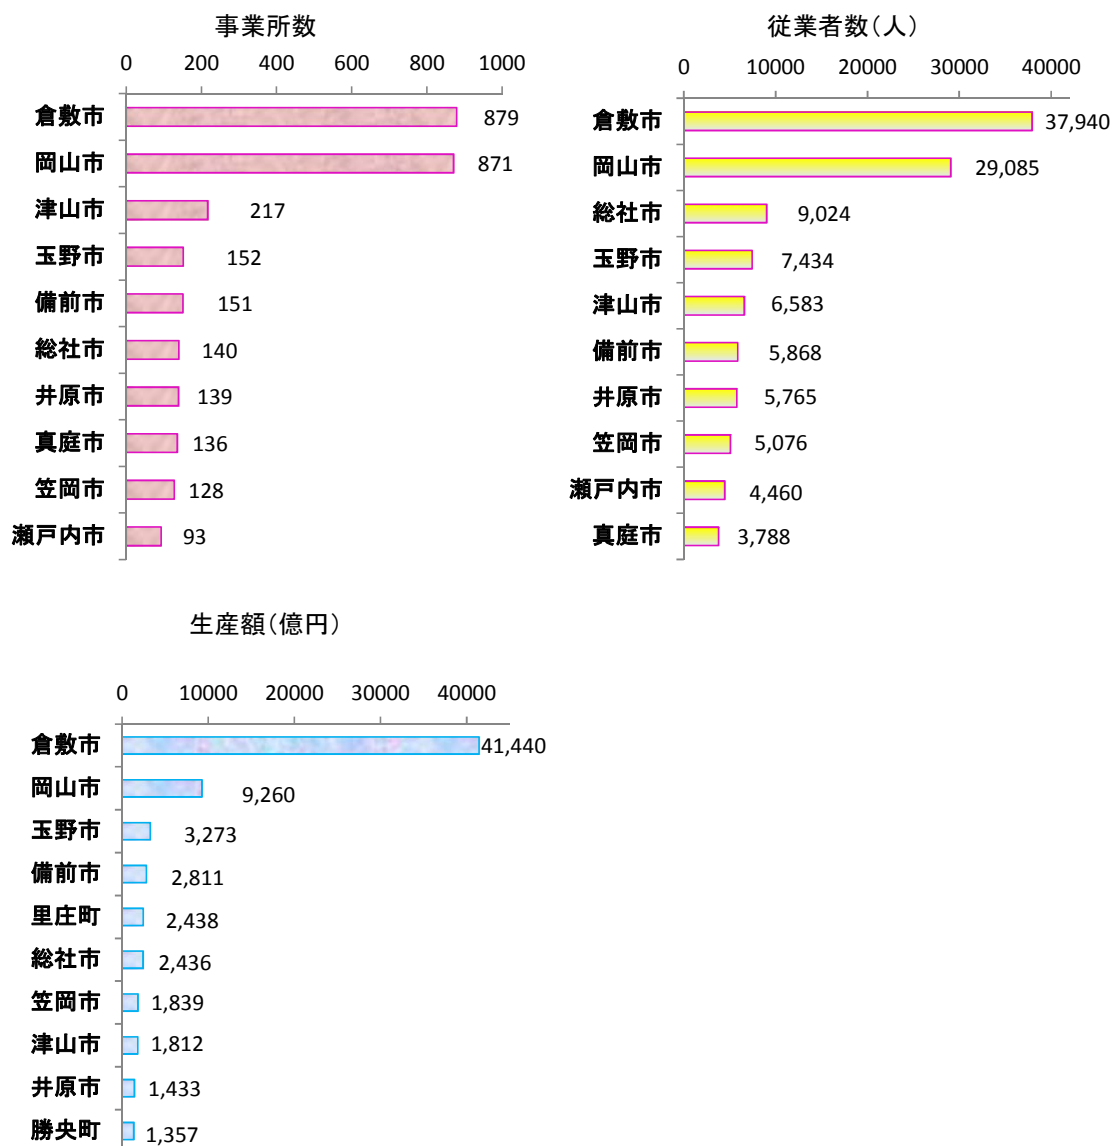 事業所数
0 200 400 600 800 1000
倉敷市 879
岡山市 871
津山市 217
玉野市 152
備前市 151
総社市 140
井原市 139
真庭市 136
笠岡市 128
瀬戸内市 93
従業者数(人)
0 10000 20000 30000 40000
倉敷市 37,940
岡山市 29,085
総社市 9,024
玉野市 7,434
津山市 6,583
備前市 5,868
井原市 5,765
笠岡市 5,076
瀬戸内市 4,460
真庭市 3,788
生産額(億円)
0 10000 20000 30000 40000
倉敷市 41,440
岡山市 9,260
玉野市 3,273
備前市 2,811
里庄町 2,438
総社市 2,436
笠岡市 1,839
津山市 1,812
井原市 1,433
勝央町 1,357